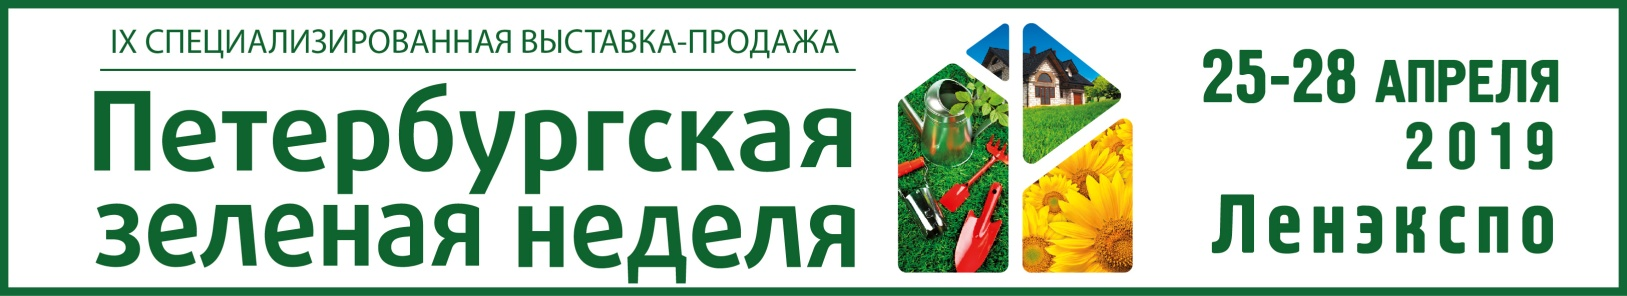 IX СПЕЦИАЛИЗИРОВАННАЯ ВЫСТАВКА-ПРОДАЖА
Петербургская
зеленая неделя
25-28 АПРЕЛЯ
2019
Ленэкспо